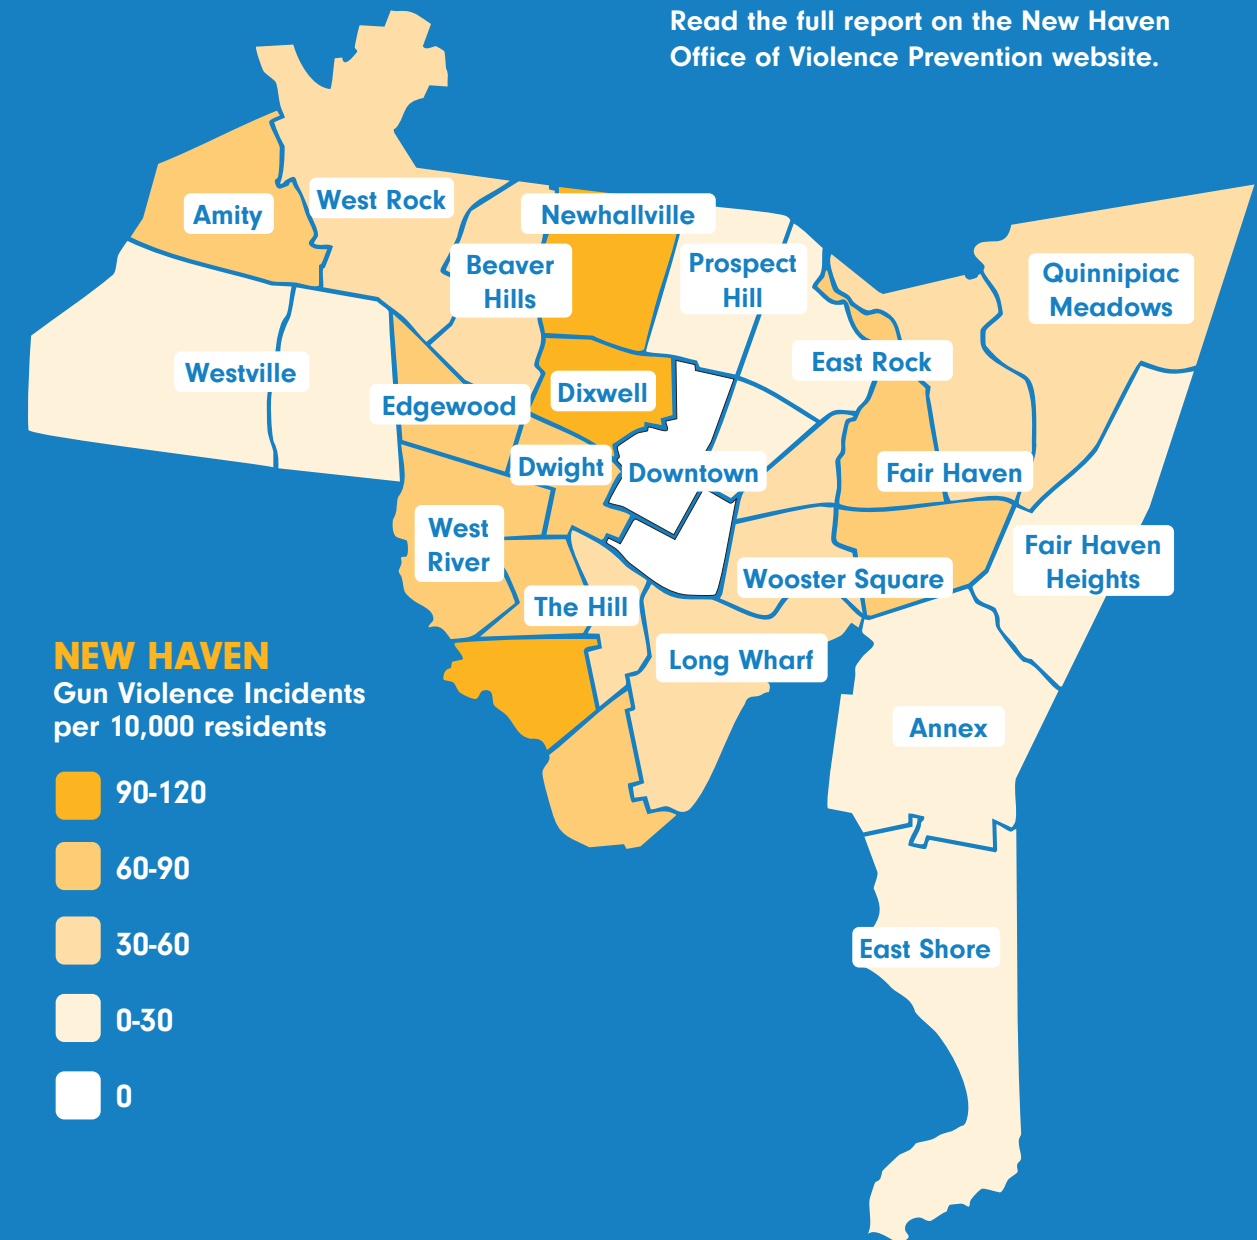 Read the full report on the New Haven
Office of Violence Prevention website.
West Rock
Amity
Newhallville
Beaver
Hills
Prospect
Hill
Quinnipiac
Meadows
Westville
East Rock
Edgewood
Dixwell
Dwight
Downtown
Fair Haven
West
River
Fair Haven
Heights
Wooster Square
The Hill
Long Wharf
Annex
East Shore
NEW HAVEN
Gun Violence Incidents
per 10,000 residents
90-120
60-90
30-60
0-30
0